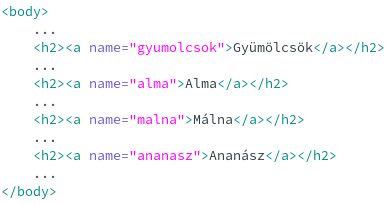 <body>
    ...
    <h2><a name="gyumolcsok">Gyümölcsök</a></h2>
    ...
    <h2><a name="alma">Alma</a></h2>
    ...
    <h2><a name="malna">Málna</a></h2>
    ...
    <h2><a name="ananasz">Ananász</a></h2>
    ...
</body>